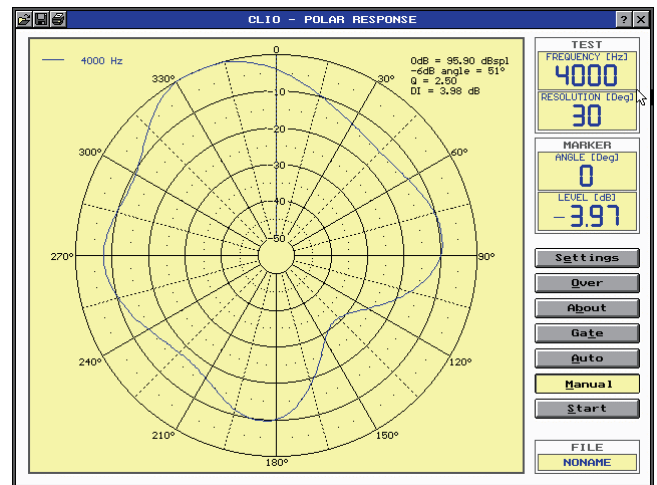 CLIO - POLAR RESPONSE
? X
4000 Hz
0dB = 95.90 dBspl
-6dB angle = 51°
Q = 2.50
DI = 3.98 dB
0
30°
60°
90°
120°
150°
180°
210°
240°
270°
300°
330°
-10
-20
-30
-40
-50
TEST
FREQUENCY [Hz]
4000
RESOLUTION [Deg]
30
MARKER
ANGLE [Deg]
0
LEVEL [dB]
-3.97
Settings
Over
About
Gate
Auto
Manual
Start
FILE
NONAME